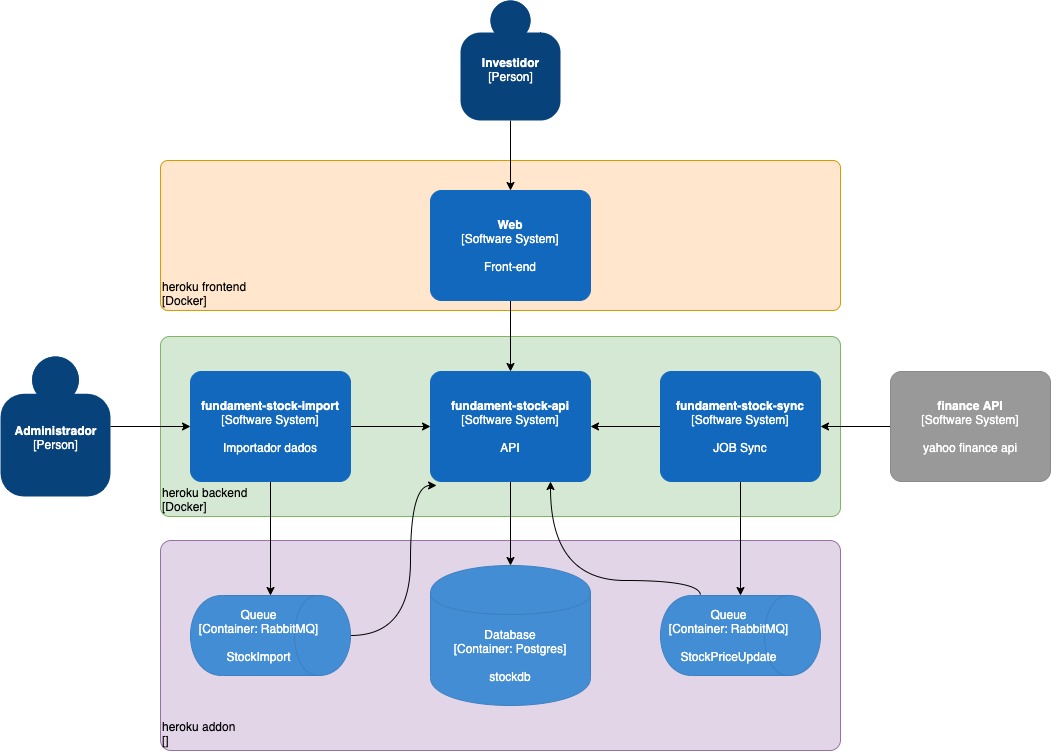 Investidor
[Person]
Web
[Software System]
Front-end
heroku frontend
[Docker]
Administrador
[Person]
fundament-stock-import
[Software System]
Importador dados
fundament-stock-api
[Software System]
API
fundament-stock-sync
[Software System]
JOB Sync
finance API
[Software System]
yahoo finance api
heroku backend
[Docker]
Queue
[Container: RabbitMQ]
StockImport
Database
[Container: Postgres]
stockdb
Queue
[Container: RabbitMQ]
StockPriceUpdate
heroku addon
[]